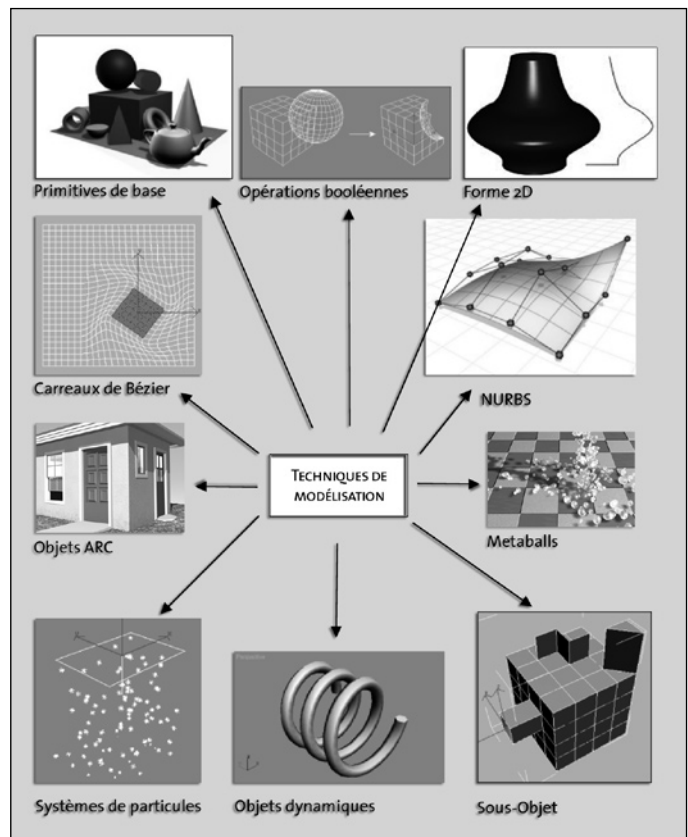 Primitives de base
Opérations booléennes
Forme 2D
Carreaux de Bézier
NURBS
TECHNIQUES DE
MODÉLISATION
Objets ARC
Metaballs
Systèmes de particules
Objets dynamiques
Sous-Objet